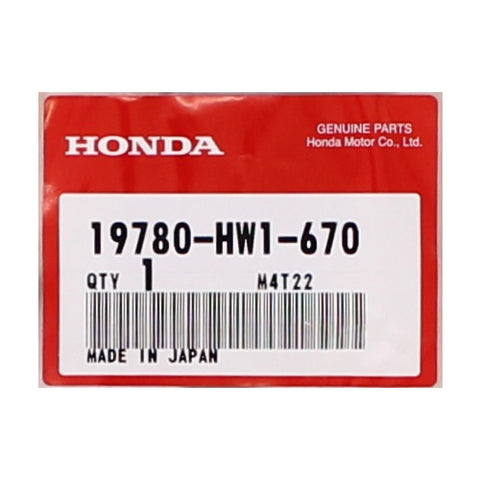 HONDA
GENUINE PARTS
Honda Motor Co., Ltd.
19780-HW1-670
QTY 1 M4T22
MADE IN JAPAN